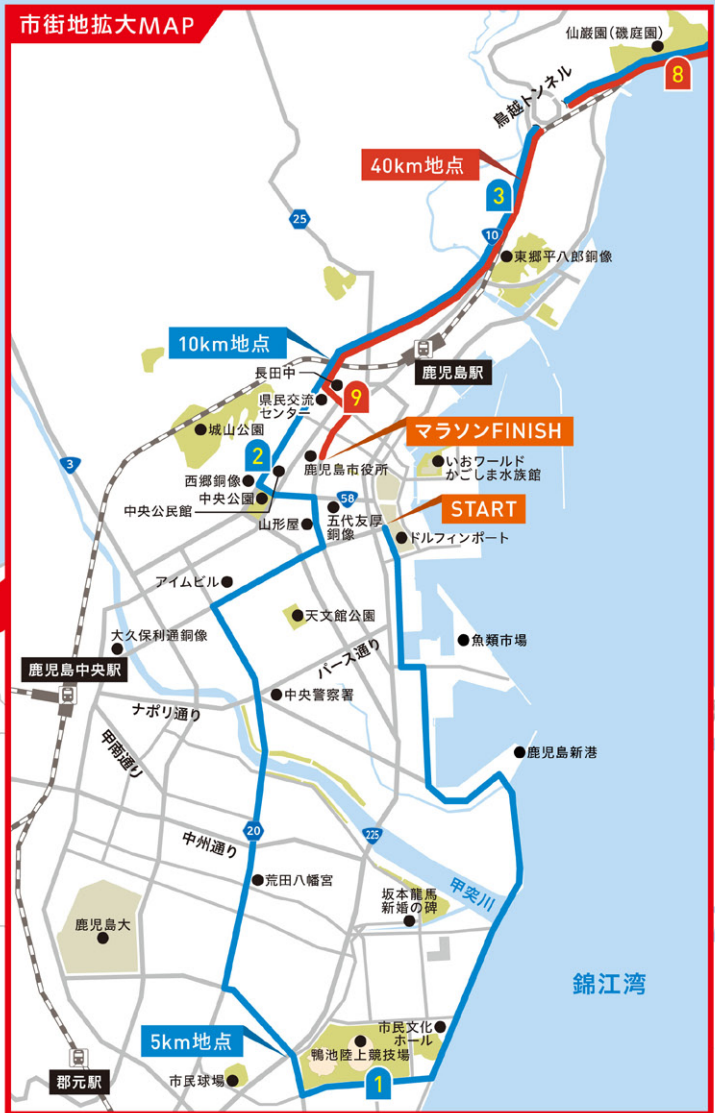 市街地拡大MAP
仙巌園(磯庭園)
8
鳥越トンネル
40km地点
3
25
10
東郷平八郎銅像
10km地点
鹿児島駅
長田中
県民交流
センター
9
マラソンFINISH
城山公園
2
鹿児島市役所
いおワールド
かごしま水族館
3
西郷銅像
中央公園
58
START
中央公民館
山形屋
五代友厚
銅像
ドルフィンポート
アイムビル
天文館公園
大久保利通銅像
パース通り
魚類市場
鹿児島中央駅
中央警察署
ナポリ通り
甲南通り
鹿児島新港
20
225
中州通り
荒田八幡宮
坂本龍馬
新婚の碑
甲突川
鹿児島大
錦江湾
市民文化
ホール
5km地点
鴨池陸上競技場
郡元駅
市民球場
1